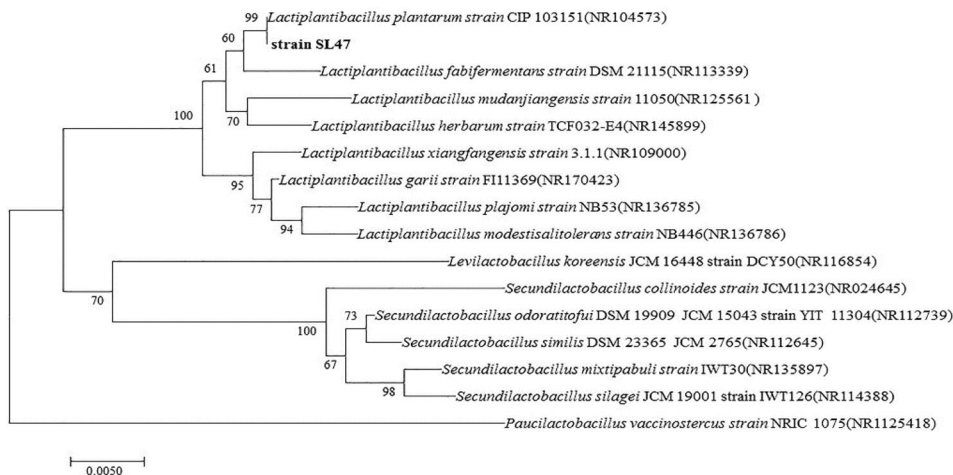 99 Lactiplantibacillus plantarum strain CIP 103151(NR104573)
60 strain SL47
61 Lactiplantibacillus fabifermentans strain DSM 21115(NR113339)
Lactiplantibacillus mudanjiangensis strain 11050(NR125561 )
100 70 Lactiplantibacillus herbarum strain TCF032-E4(NR145899)
Lactiplantibacillus xiangfangensis strain 3.1.1(NR109000)
95 Lactiplantibacillus garii strain FI11369(NR170423)
77 Lactiplantibacillus plajomi strain NB53(NR136785)
94 Lactiplantibacillus modestisalitolerans strain NB446(NR136786)
Levilactobacillus koreensis JCM 16448 strain DCY50(NR116854)
70 Secundilactobacillus collinoides strain JCM1123(NR024645)
73 Secundilactobacillus odoratitofui DSM 19909 JCM 15043 strain YIT 11304(NR112739)
100 Secundilactobacillus similis DSM 23365 JCM 2765(NR112645)
67 Secundilactobacillus mixtipabuli strain IWT30(NR135897)
98 Secundilactobacillus silagei JCM 19001 strain IWT126(NR114388)
Paucilactobacillus vaccinostercus strain NRIC 1075(NR1125418)
0.0050